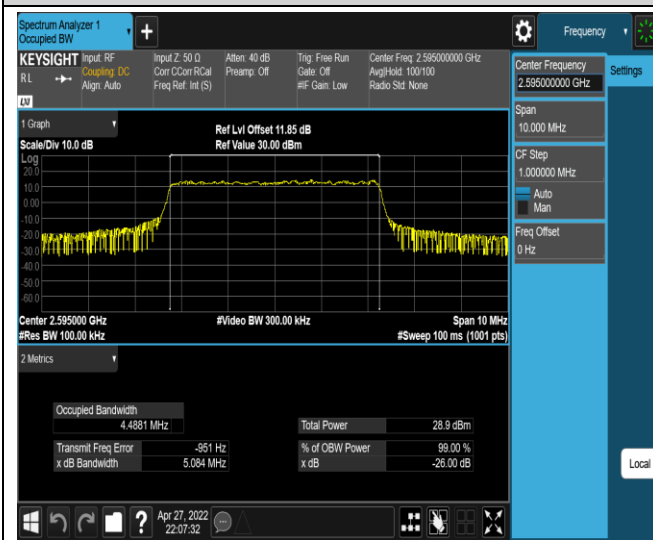 Spectrum Analyzer 1
Occupied BW
+
Frequency
KEYSIGHT
RL
LXI
Input: RF
Coupling: DC
Align: Auto
Input Z: 50 Ω
Corr CCorr RCal
Freq Ref: Int (S)
Atten: 40 dB
Preamp: Off
Trig: Free Run
Gate: Off
#IF Gain: Low
Center Freq: 2.595000000 GHz
Avg|Hold: 100/100
Radio Std: None
Center Frequency
2.595000000 GHz
Settings
Span
10.000 MHz
CF Step
1.000000 MHz
Auto
Man
Freq Offset
0 Hz
1 Graph
Scale/Div 10.0 dB
Ref Lvl Offset 11.85 dB
Ref Value 30.00 dBm
Log
20.0
10.0
0.00
-10.0
-20.0
-30.0
-40.0
-50.0
-60.0
Center 2.595000 GHz
#Video BW 300.00 kHz
Span 10 MHz
#Res BW 100.00 kHz
#Sweep 100 ms (1001 pts)
2 Metrics
Occupied Bandwidth
4.4881 MHz
Total Power 28.9 dBm
Transmit Freq Error -951 Hz
% of OBW Power 99.00 %
x dB Bandwidth 5.084 MHz
x dB -26.00 dB
Local
?
Apr 27, 2022
22:07:32